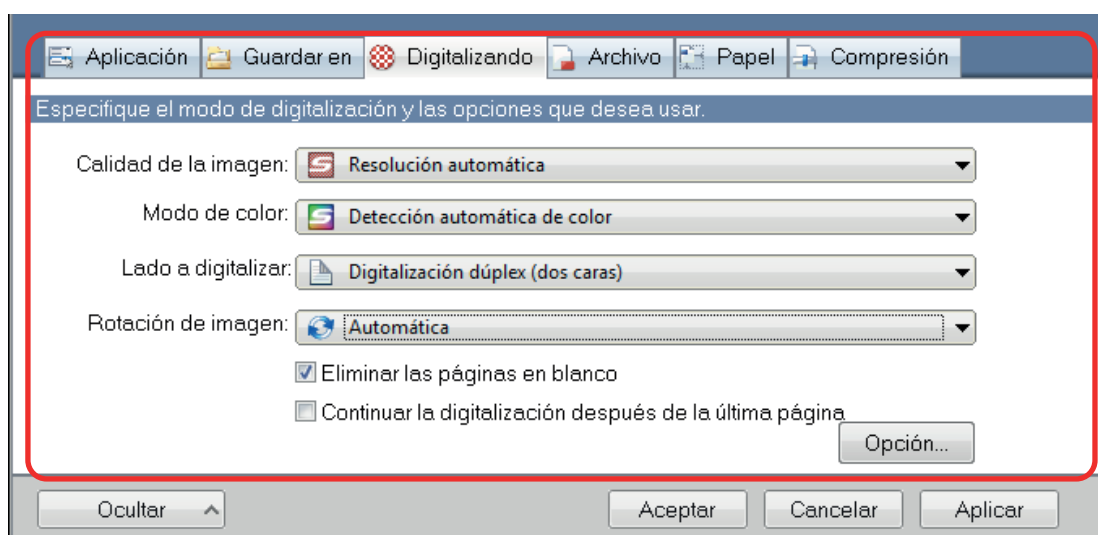 Aplicación Guardar en Digitalizando Archivo Papel Compresión
Especifique el modo de digitalización y las opciones que desea usar.
Calidad de la imagen: Resolución automática
Modo de color: Detección automática de color
Lado a digitalizar: Digitalización dúplex (dos caras)
Rotación de imagen: Automática
Eliminar las páginas en blanco
Continuar la digitalización después de la última página
Opción...
Ocultar Aceptar Cancelar Aplicar